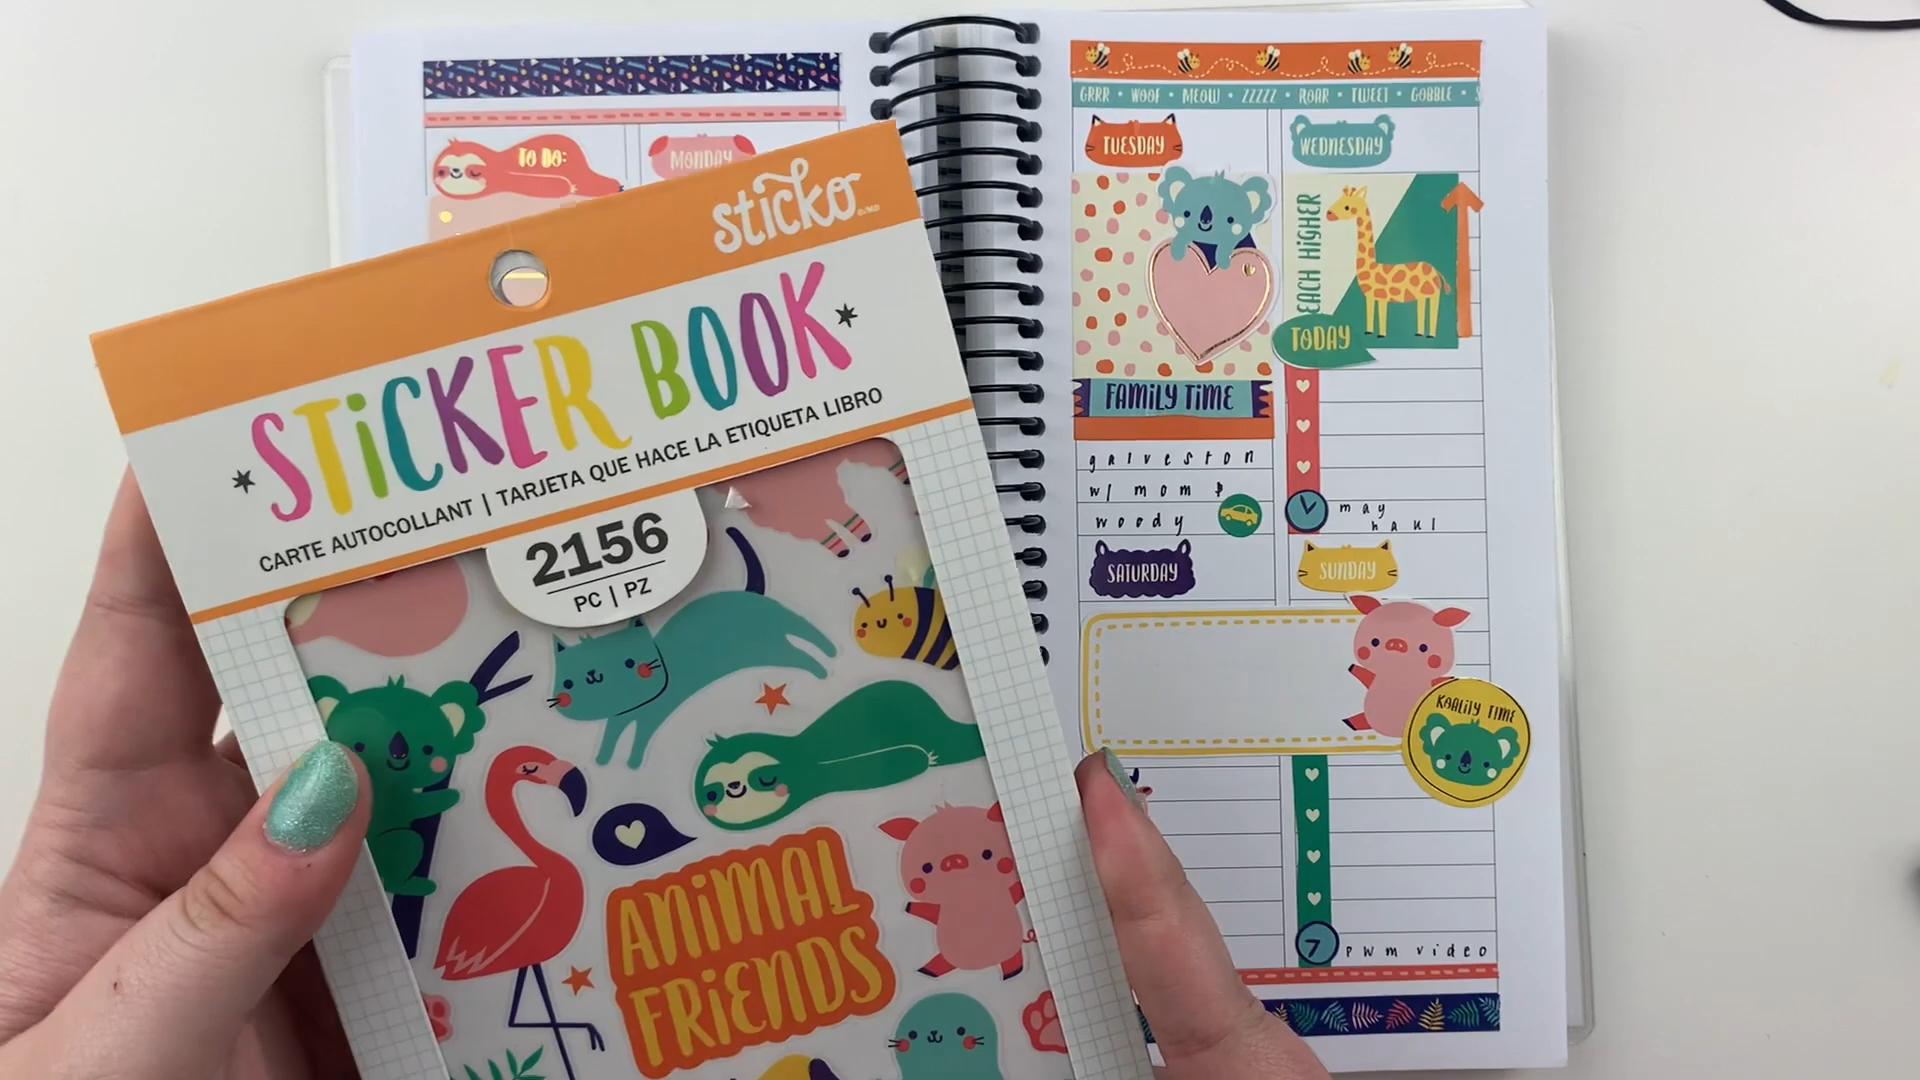 GRRR • WOOF • MEOW • ZZZZZ • ROAR • TWEET • GOBBLE •
TO DO:
MONDAY
TUESDAY
WEDNESDAY
EACH HIGHER
TODAY
FAMILY TIME
galveston
w/ mom &
woody
may
haul
SATURDAY
SUNDAY
KOALITY TIME
pwm video
sticko
STICKER BOOK
CARTE AUTOCOLLANT | TARJETA QUE HACE LA ETIQUETA LIBRO
2156
PC | PZ
ANIMAL
FRIENDS